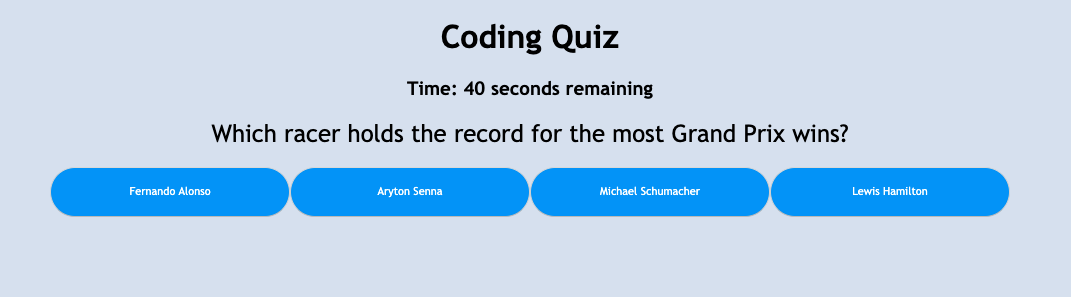 Coding Quiz
Time: 40 seconds remaining
Which racer holds the record for the most Grand Prix wins?
Fernando Alonso Aryton Senna Michael Schumacher Lewis Hamilton